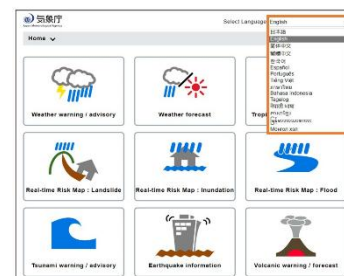 気象庁
Select Language
English
日本語
English
简体中文
繁體中文
한국어
Español
Português
Tiếng Việt
Bahasa Indonesia
Tagalog
Home
Weather warning / advisory
Weather forecast
Real-time Risk Map : Landslide
Real-time Risk Map : Inundation
Real-time Risk Map : Flood
Tsunami warning / advisory
Earthquake information
Volcanic warning / forecast